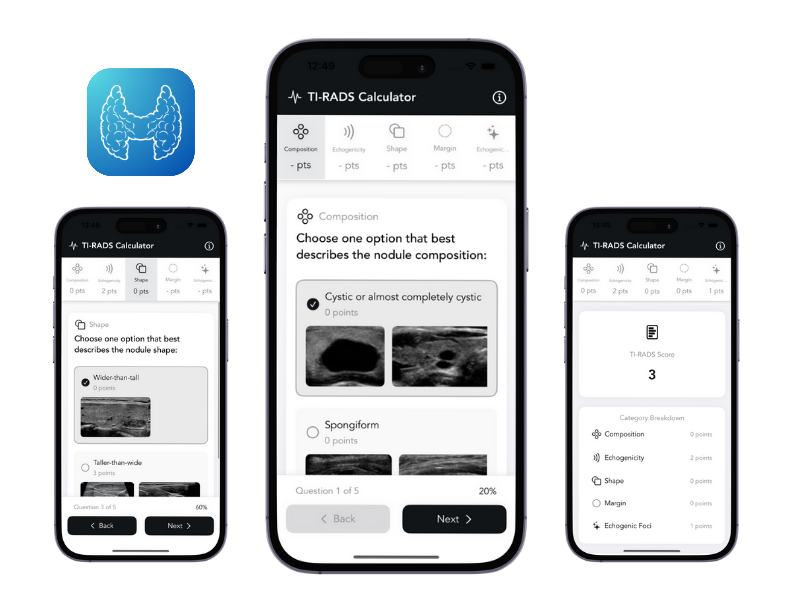 12:49
TI-RADS Calculator
Composition
Echogenicity
Shape
Margin
Echogenic...
- pts
- pts
- pts
- pts
- pts
Composition
Choose one option that best
describes the nodule composition:
Cystic or almost completely cystic
0 points
Spongiform
0 points
Question 1 of 5
20%
Back
Next
12:49
TI-RADS Calculator
Composition
Echogenicity
Shape
Margin
Echogenic...
0 pts
2 pts
0 pts
- pts
- pts
Shape
Choose one option that best
describes the nodule shape:
Wider-than-tall
0 points
Taller-than-wide
3 points
Question 3 of 5
60%
Back
Next
TI-RADS Calculator
Composition
Echogenicity
Shape
Margin
Echogenic...
0 pts
2 pts
0 pts
0 pts
1 pts
TI-RADS Score
3
Category Breakdown
Composition
0 points
Echogenicity
2 points
Shape
0 points
Margin
0 points
Echogenic Foci
1 points